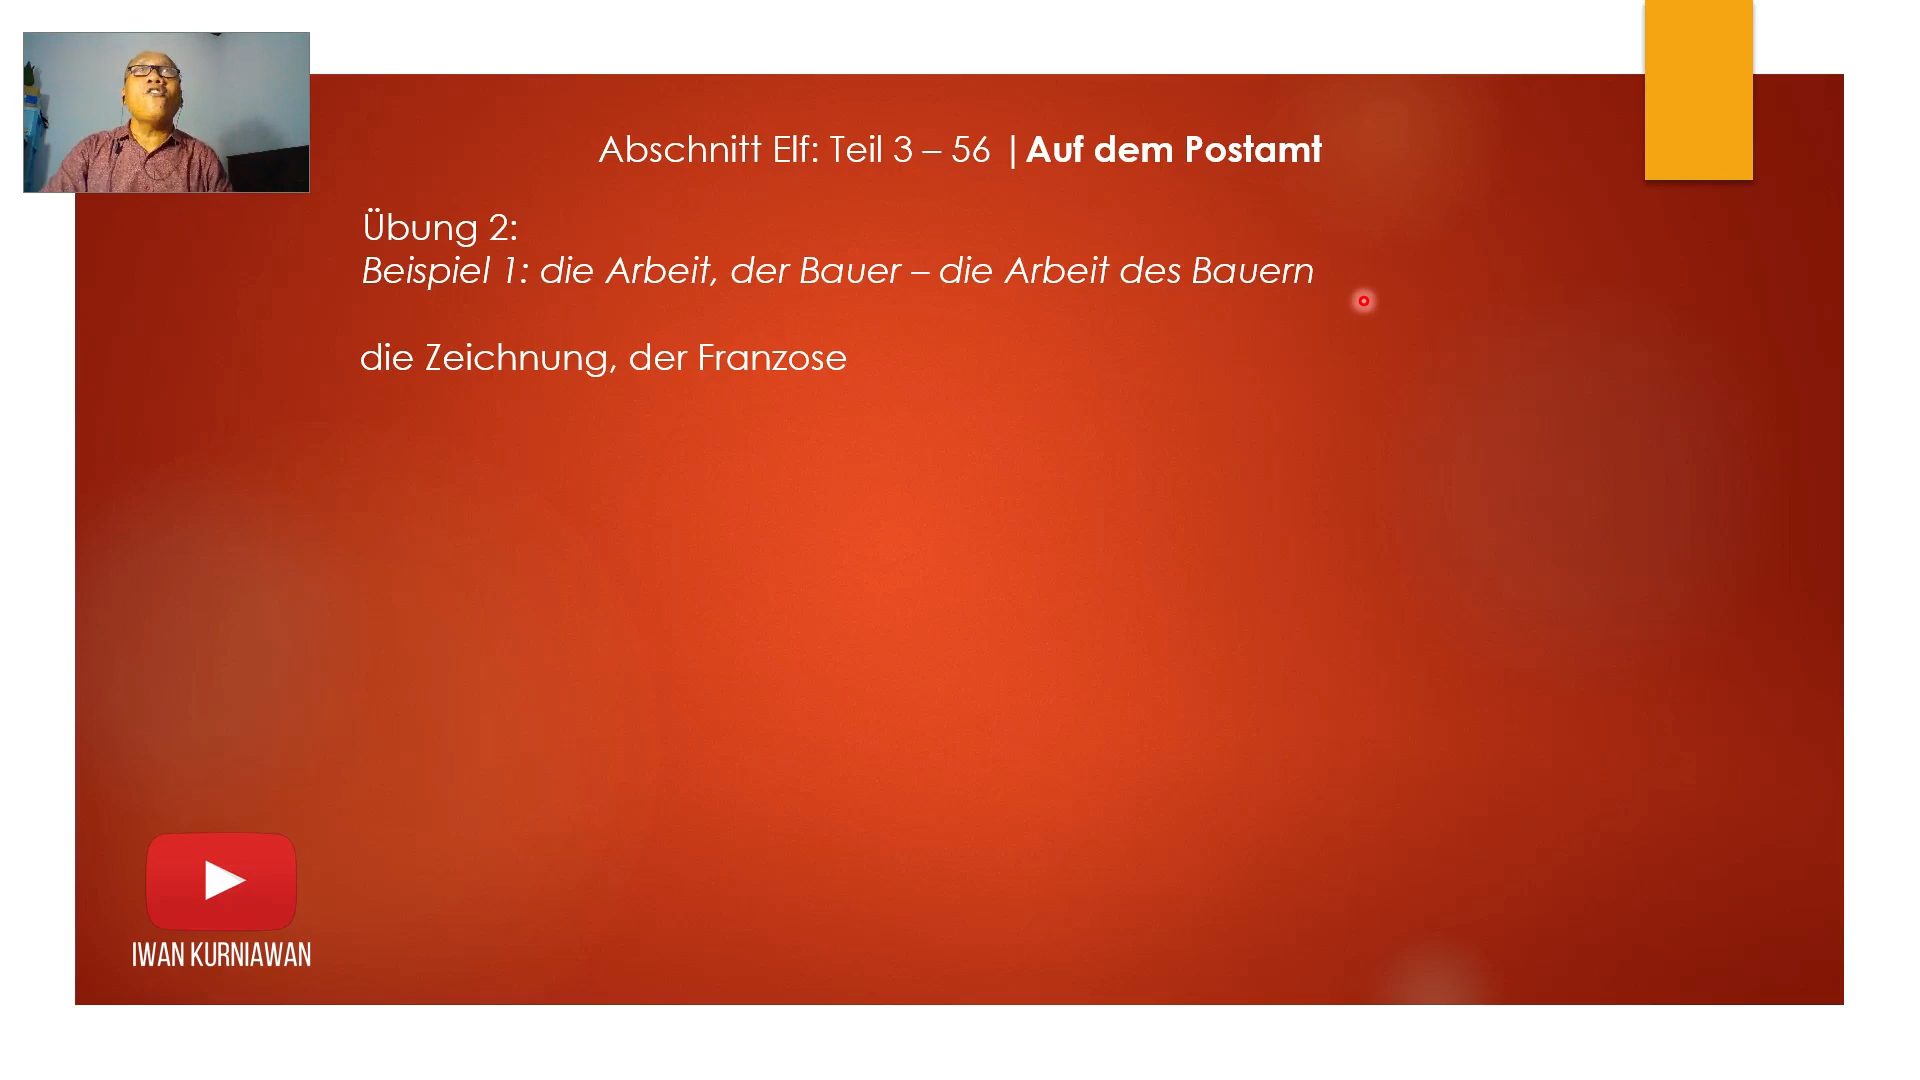 Abschnitt Elf: Teil 3 – 56 |Auf dem Postamt
Übung 2:
Beispiel 1: die Arbeit, der Bauer – die Arbeit des Bauern
die Zeichnung, der Franzose
IWAN KURNIAWAN